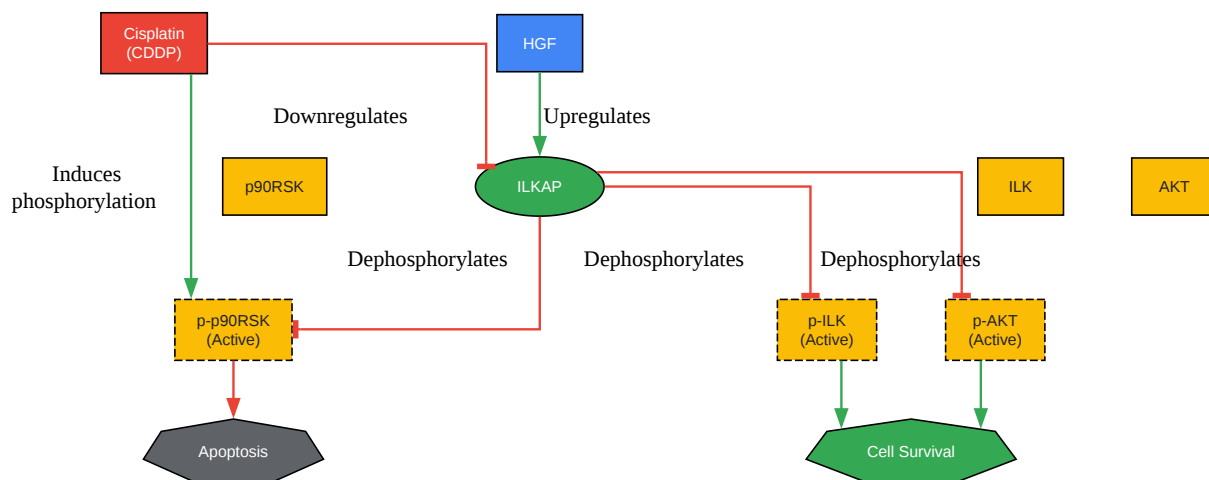 Cisplatin
(CDDP)
HGF
Downregulates
Upregulates
Induces
phosphorylation
p90RSK
ILKAP
ILK
AKT
Dephosphorylates
Dephosphorylates
Dephosphorylates
p-p90RSK
(Active)
p-ILK
(Active)
p-AKT
(Active)
Apoptosis
Cell Survival